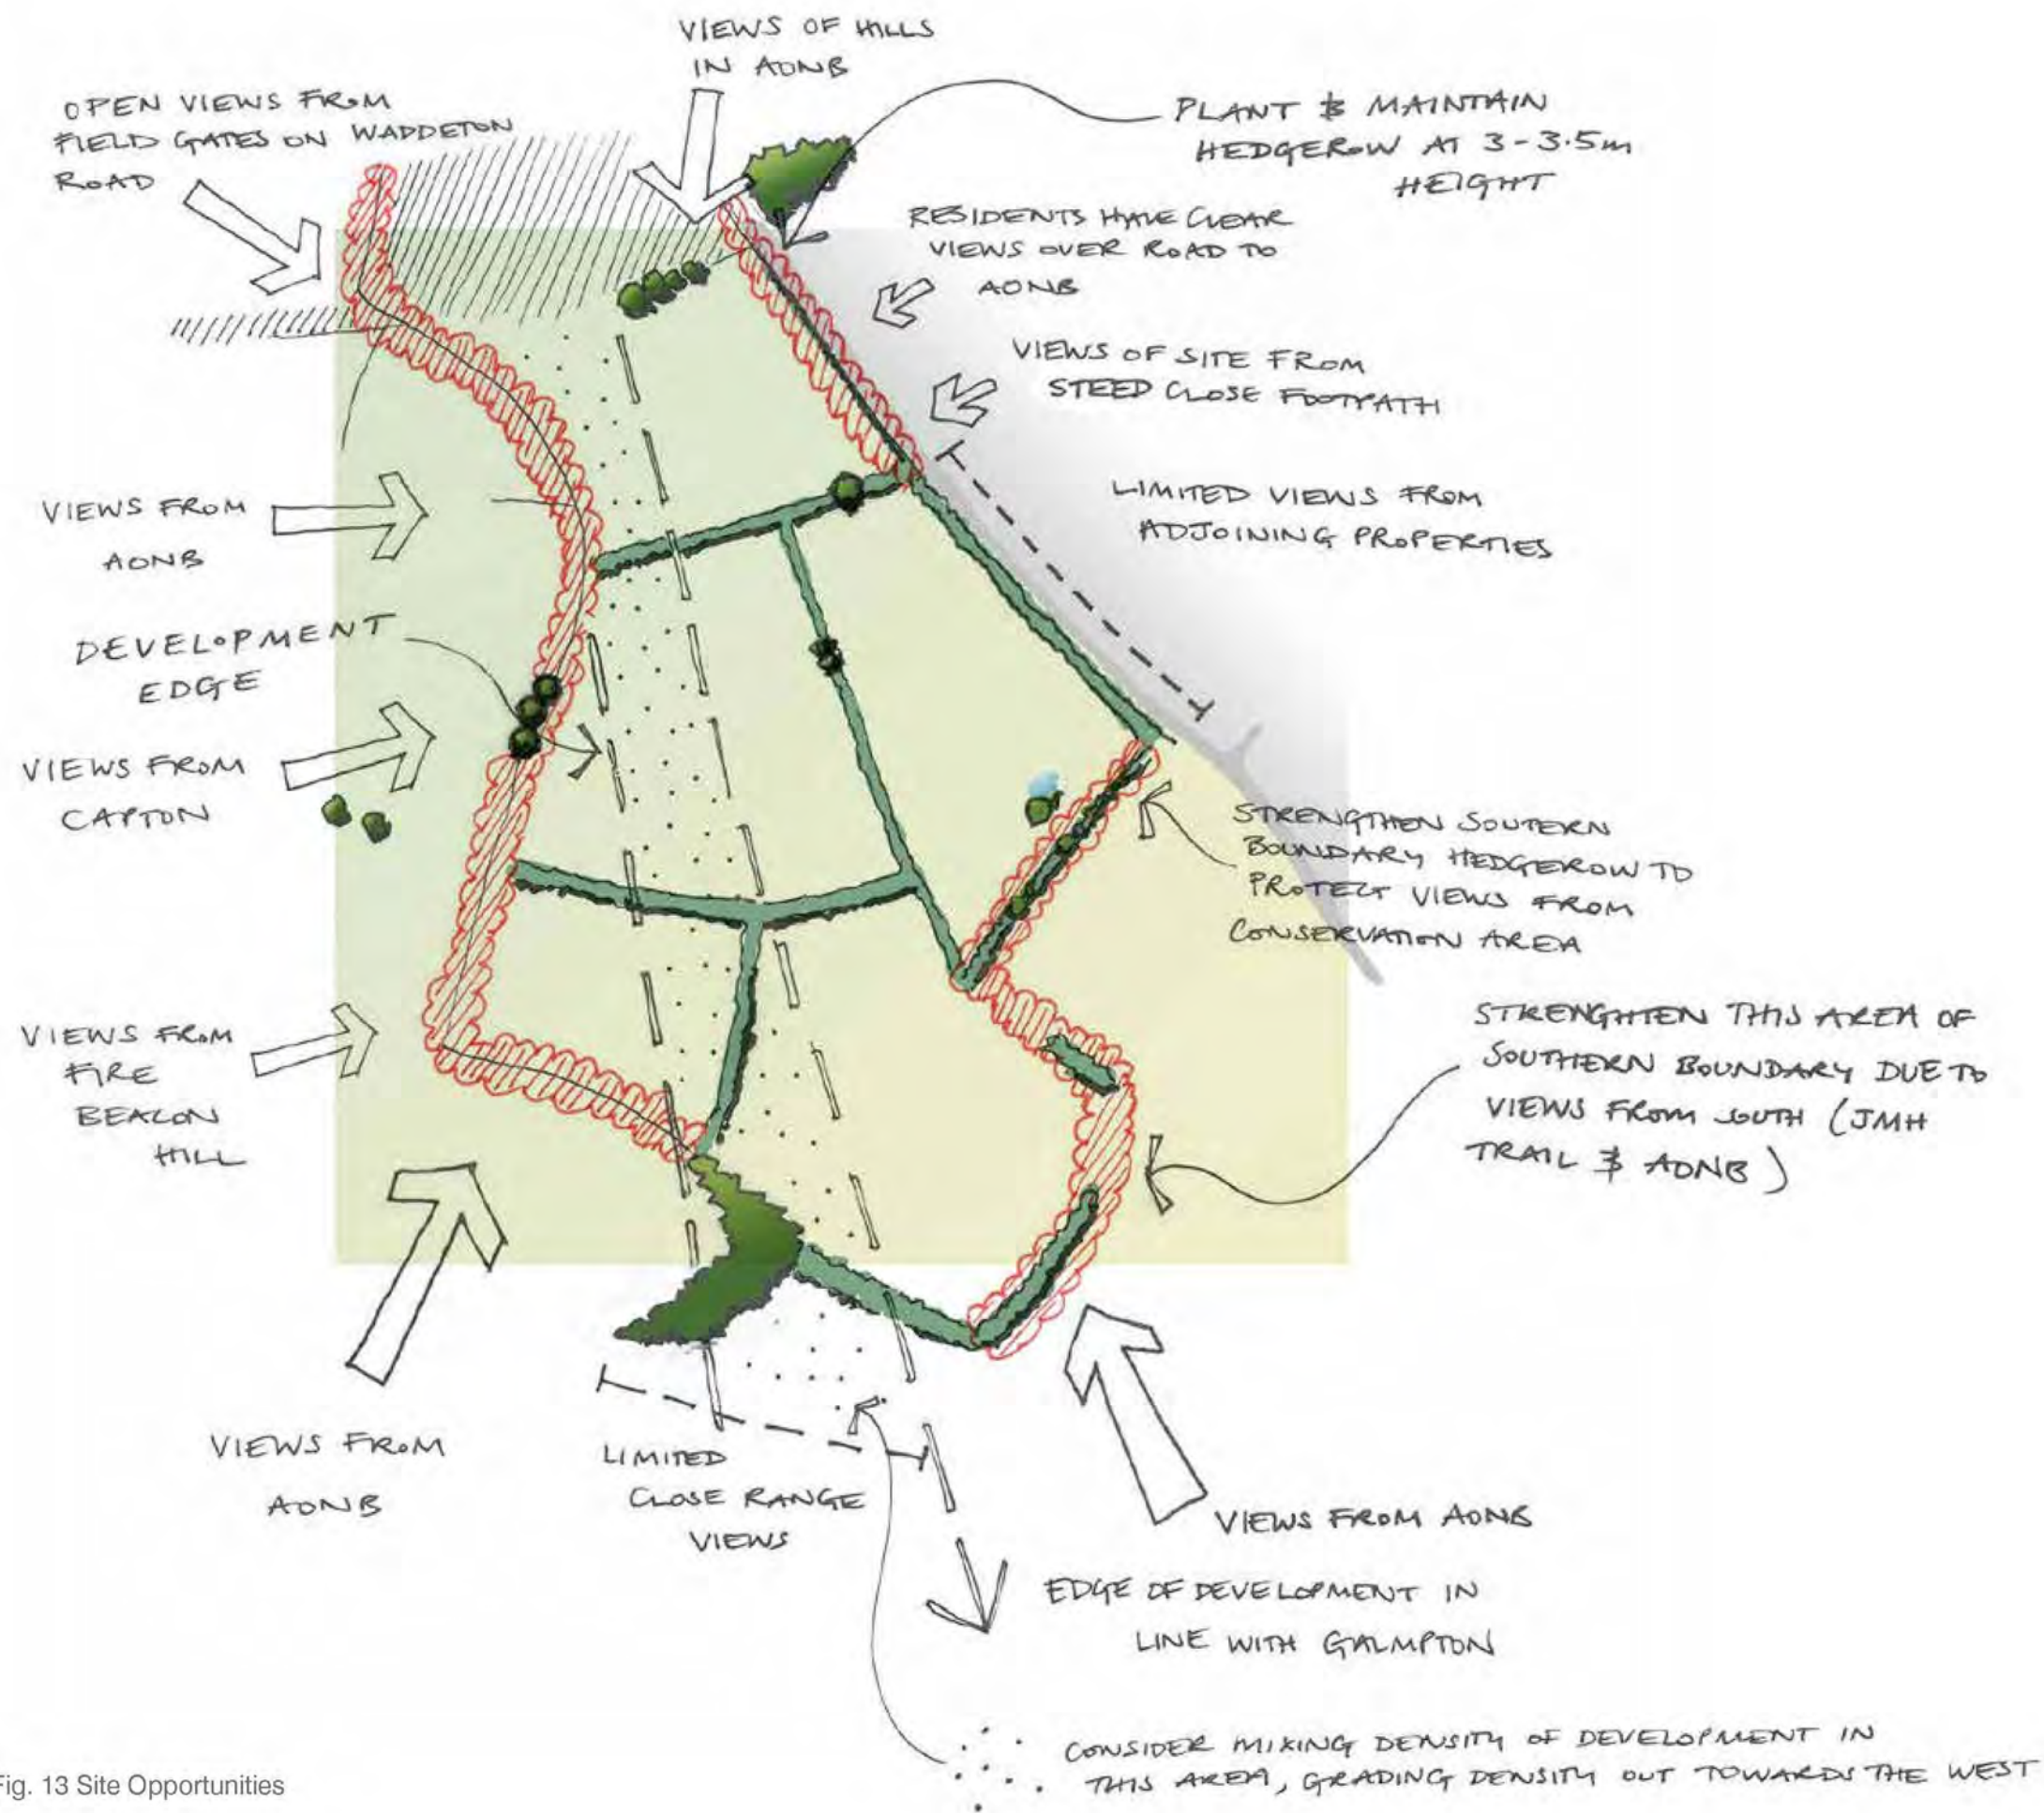 VIEWS OF HILLS
IN AONB
OPEN VIEWS FROM
FIELD GATES ON WADDETON
ROAD
PLANT & MAINTAIN
HEDGEROW AT 3-3.5m
HEIGHT
RESIDENTS HAVE CLEAR
VIEWS OVER ROAD TO
AONB
VIEWS OF SITE FROM
STEED CLOSE FOOTPATH
VIEWS FROM
AONB
LIMITED VIEWS FROM
ADJOINING PROPERTIES
DEVELOPMENT
EDGE
VIEWS FROM
CAPTON
STRENGTHEN SOUTERN
BOUNDARY HEDGEROW TO
PROTECT VIEWS FROM
CONSERVATION AREA
VIEWS FROM
FIRE
BEACON
HILL
STRENGHTEN THIS AREA OF
SOUTHERN BOUNDARY DUE TO
VIEWS FROM SOUTH (JMH
TRAIL & AONB)
VIEWS FROM
AONB
LIMITED
CLOSE RANGE
VIEWS
VIEWS FROM AONB
EDGE OF DEVELOPMENT IN
LINE WITH GALMPTON
CONSIDER MIXING DENSITY OF DEVELOPMENT IN
THIS AREA, GRADING DENSITY OUT TOWARDS THE WEST
Fig. 13 Site Opportunities